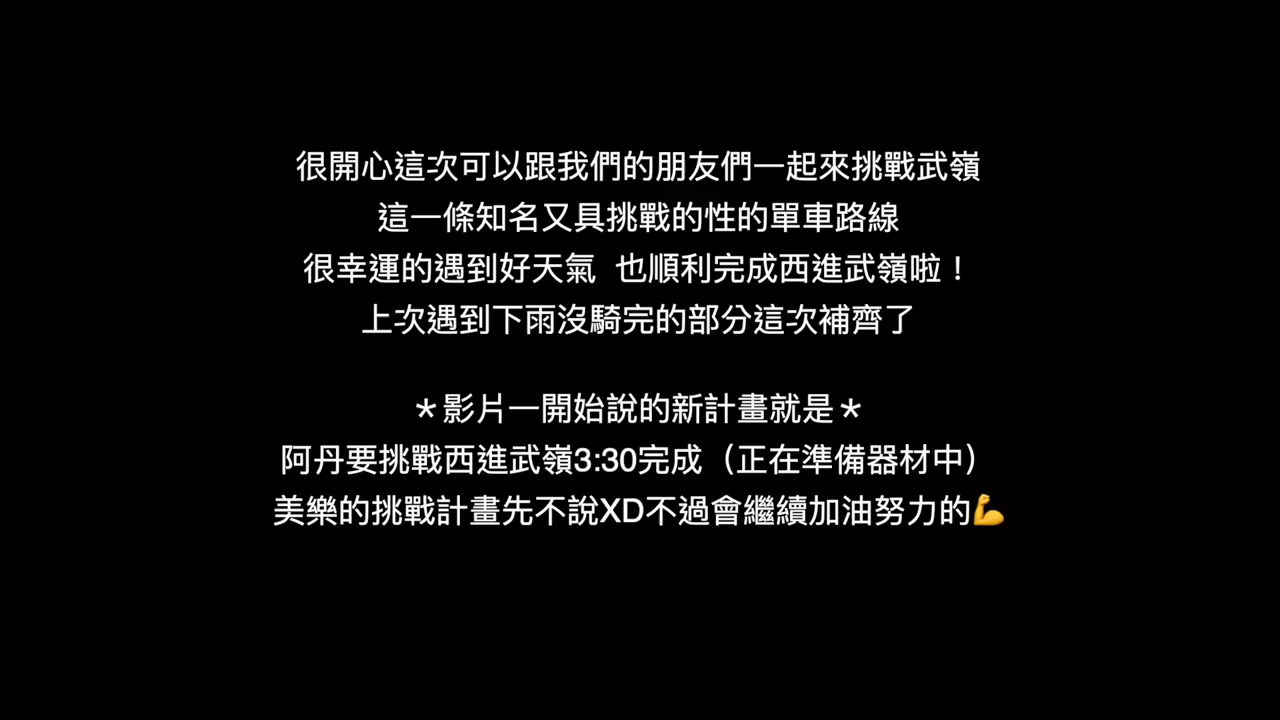 很開心這次可以跟我們的朋友們一起來挑戰武嶺
這一條知名又具挑戰的性的單車路線
很幸運的遇到好天氣 也順利完成西進武嶺啦！
上次遇到下雨沒騎完的部分這次補齊了
＊影片一開始說的新計畫就是＊
阿丹要挑戰西進武嶺3:30完成（正在準備器材中）
美樂的挑戰計畫先不說XD不過會繼續加油努力的💪